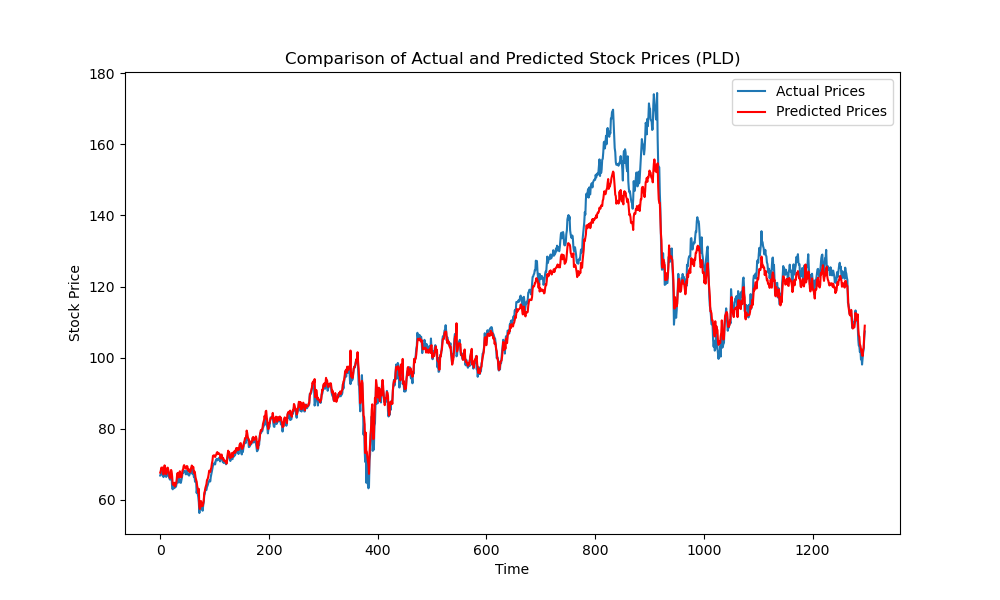 Comparison of Actual and Predicted Stock Prices (PLD)
Actual Prices
Predicted Prices
180
160
140
120
100
80
60
Stock Price
0 200 400 600 800 1000 1200
Time